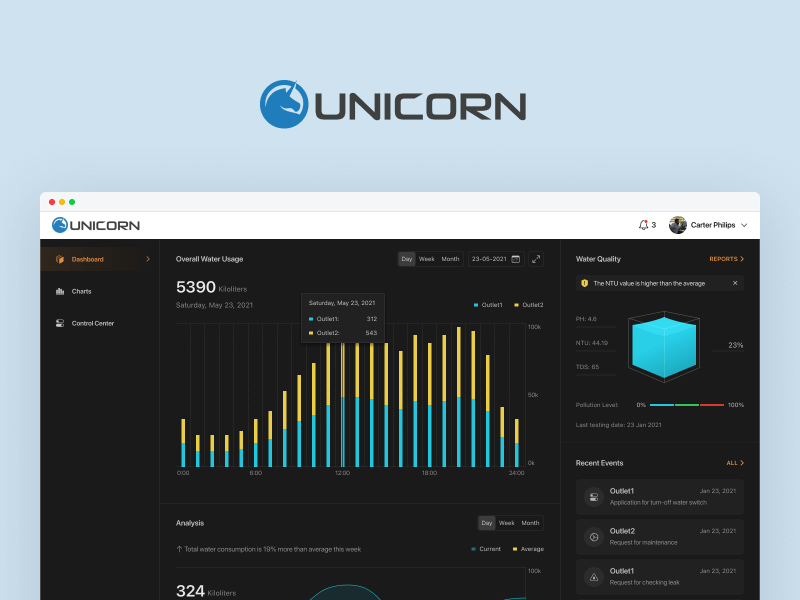 UNICORN
UNICORN
3
Carter Philips
Dashboard
Charts
Control Center
Overall Water Usage
Day Week Month
23-05-2021
5390 Kiloliters
Saturday, May 23, 2021
Outlet1 Outlet2
Saturday, May 23, 2021
Outlet1: 312
Outlet2: 543
100k
50k
0k
0:00 6:00 12:00 18:00 24:00
Analysis
Day Week Month
Total water consumption is 19% more than average this week
Current Average
324 Kiloliters
100k
Water Quality
REPORTS
The NTU value is higher than the average
PH: 4.6
NTU: 44.19
TDS: 65
23%
Pollution Level: 0% 100%
Last testing date: 23 Jan 2021
Recent Events
ALL
Outlet1 Jan 23, 2021
Application for turn-off water switch
Outlet2 Jan 23, 2021
Request for maintenance
Outlet1 Jan 23, 2021
Request for checking leak